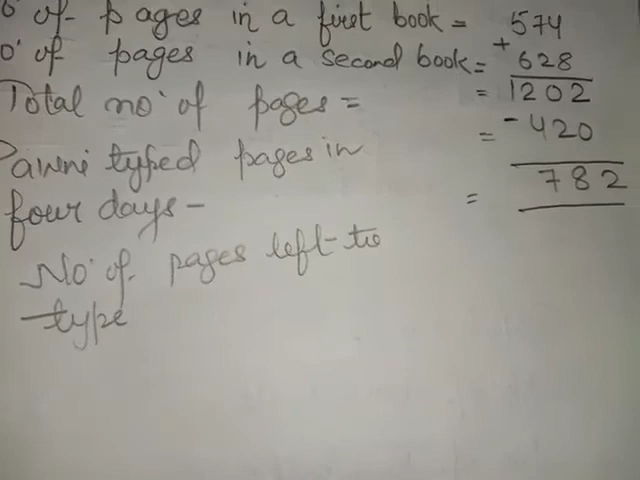 o of pages in a first book = 574
o of pages in a second book = + 628
Total no of pages = = 1202
awni typed pages in = - 420
four days - = 782
No of pages left to
type